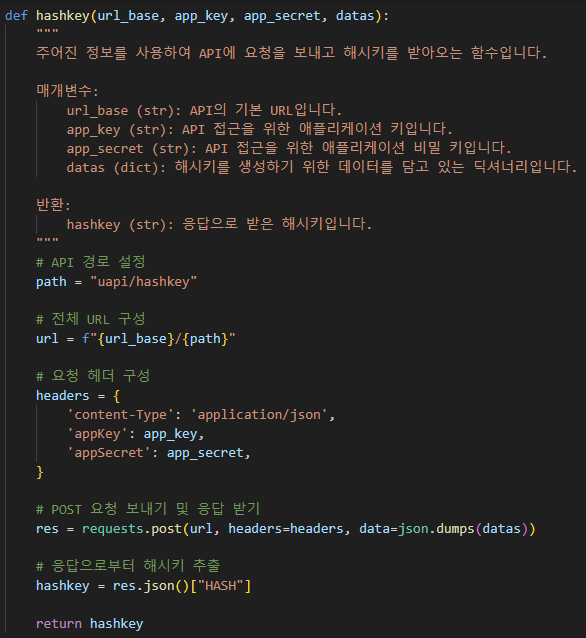 def hashkey(url_base, app_key, app_secret, datas):
    """
    주어진 정보를 사용하여 API에 요청을 보내고 해시키를 받아오는 함수입니다.

    매개변수:
        url_base (str): API의 기본 URL입니다.
        app_key (str): API 접근을 위한 애플리케이션 키입니다.
        app_secret (str): API 접근을 위한 애플리케이션 비밀 키입니다.
        datas (dict): 해시키를 생성하기 위한 데이터를 담고 있는 딕셔너리입니다.

    반환:
        hashkey (str): 응답으로 받은 해시키입니다.
    """
    # API 경로 설정
    path = "uapi/hashkey"

    # 전체 URL 구성
    url = f"{url_base}/{path}"

    # 요청 헤더 구성
    headers = {
        'content-Type': 'application/json',
        'appKey': app_key,
        'appSecret': app_secret,
    }

    # POST 요청 보내기 및 응답 받기
    res = requests.post(url, headers=headers, data=json.dumps(datas))

    # 응답으로부터 해시키 추출
    hashkey = res.json()["HASH"]

    return hashkey